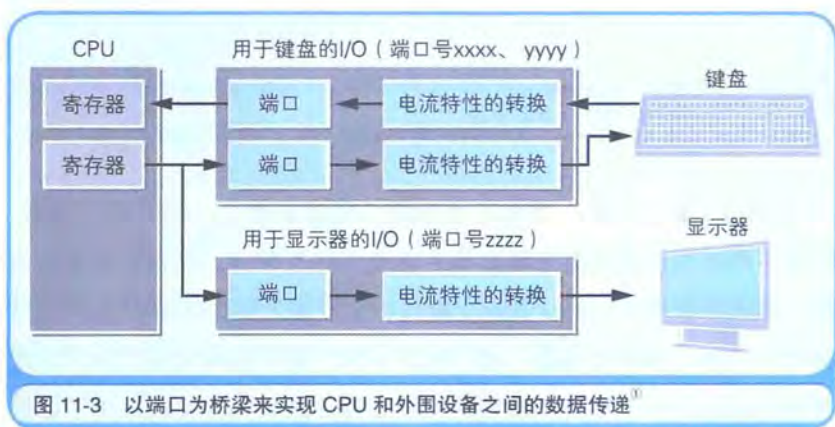 CPU
用于键盘的I/O（端口号xxxx、 yyyy）
键盘
寄存器
端口
电流特性的转换
寄存器
端口
电流特性的转换
显示器
用于显示器的I/O（端口号zzzz）
端口
电流特性的转换
图 11-3 以端口为桥梁来实现 CPU 和外围设备之间的数据传递①